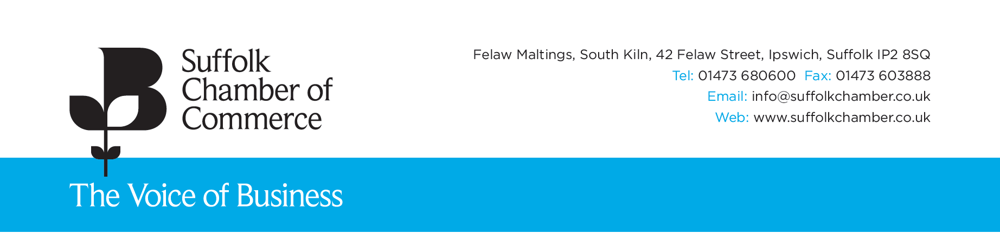 Suffolk
Chamber of
Commerce
Felaw Maltings, South Kiln, 42 Felaw Street, Ipswich, Suffolk IP2 8SQ
Tel: 01473 680600 Fax: 01473 603888
Email: info@suffolkchamber.co.uk
Web: www.suffolkchamber.co.uk
The Voice of Business